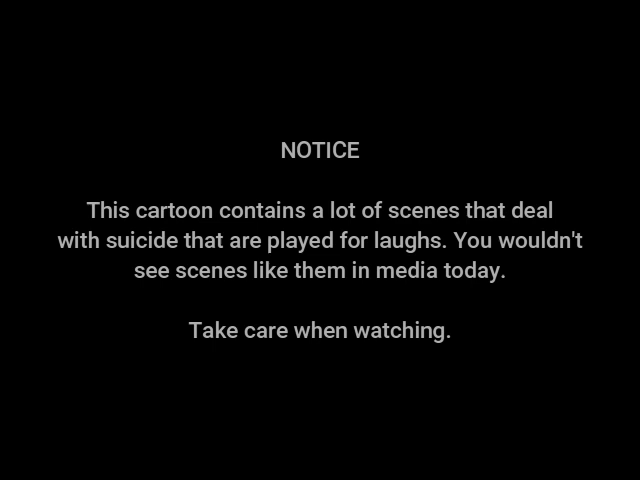 NOTICE
This cartoon contains a lot of scenes that deal
with suicide that are played for laughs. You wouldn't
see scenes like them in media today.
Take care when watching.